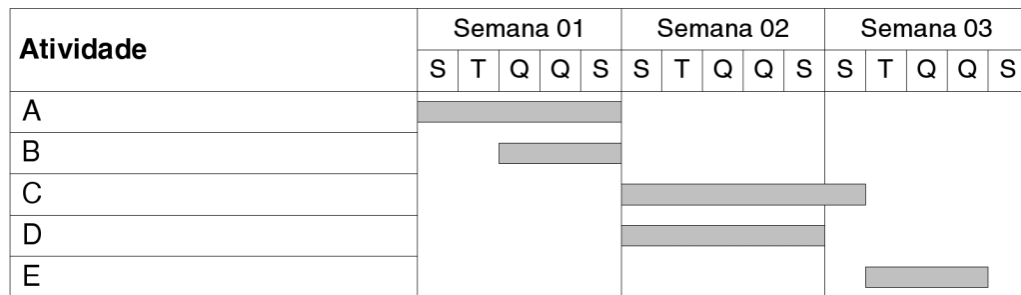 Atividade Semana 01 Semana 02 Semana 03
S T Q Q S S T Q Q S S T Q Q S
A
B
C
D
E